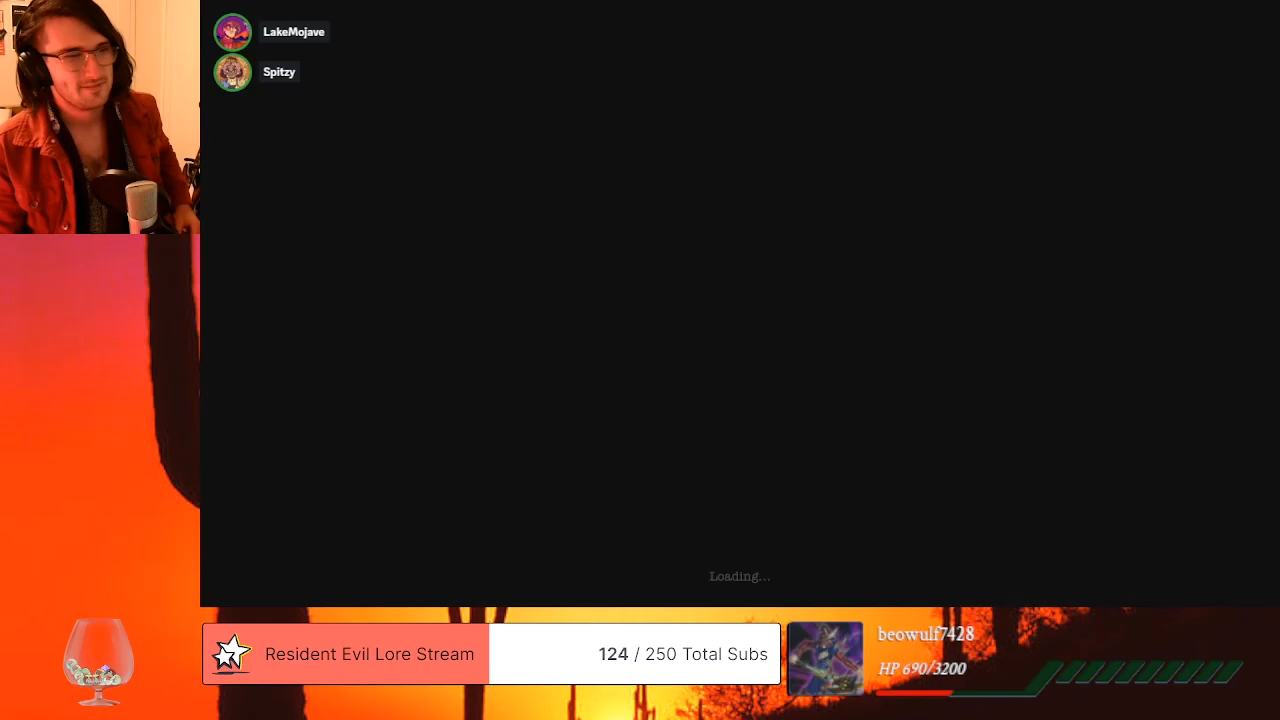 LakeMojave
Spitzy
Loading...
Resident Evil Lore Stream
124 / 250 Total Subs
beowulf7428
HP 690/3200